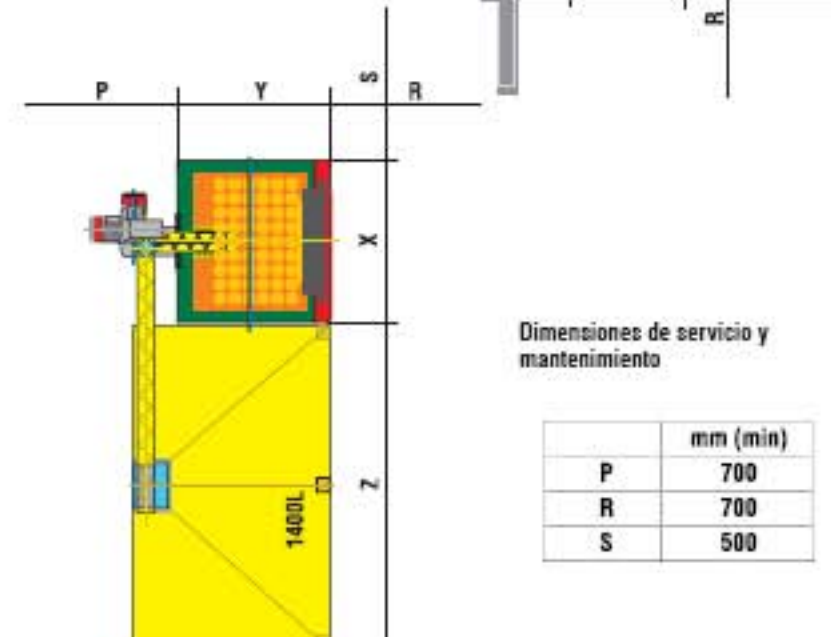 R
S
P Y R
X
Dimensiones de servicio y
mantenimiento
mm (min)
P 700
R 700
S 500
Z
1400L